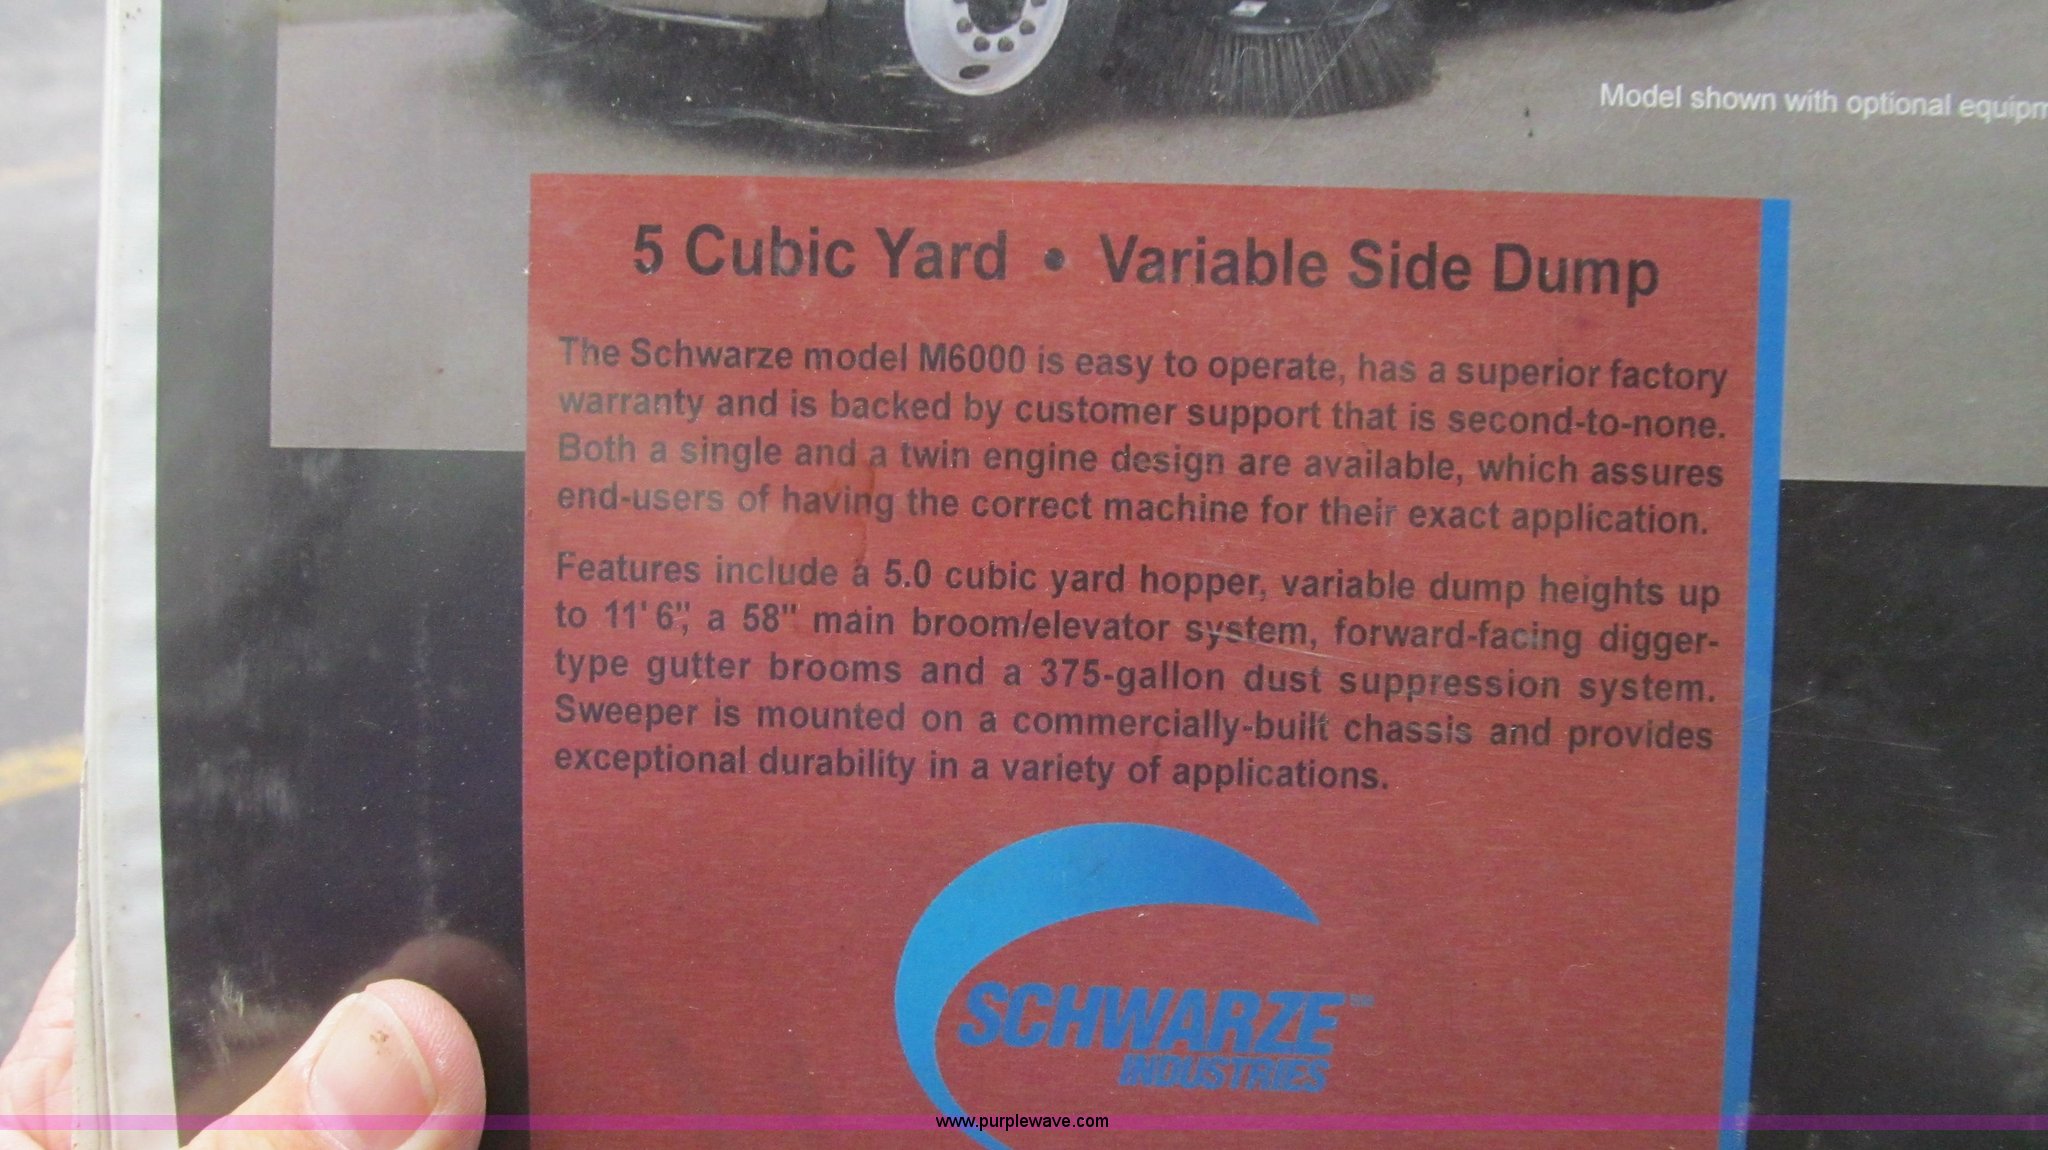 Model shown with optional equipm
5 Cubic Yard • Variable Side Dump
The Schwarze model M6000 is easy to operate, has a superior factory
warranty and is backed by customer support that is second-to-none.
Both a single and a twin engine design are available, which assures
end-users of having the correct machine for their exact application.
Features include a 5.0 cubic yard hopper, variable dump heights up
to 11' 6", a 58" main broom/elevator system, forward-facing digger-
type gutter brooms and a 375-gallon dust suppression system.
Sweeper is mounted on a commercially-built chassis and provides
exceptional durability in a variety of applications.
SCHWARZE
INDUSTRIES
www.purplewave.com